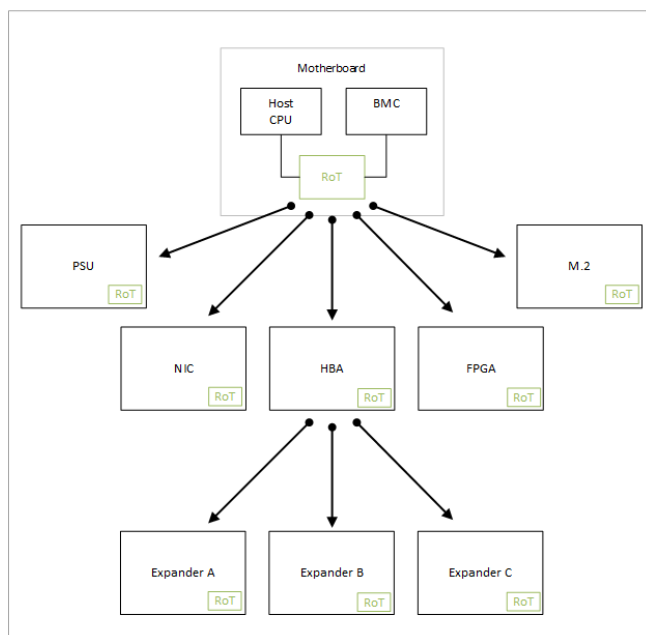 Motherboard
Host
CPU
BMC
RoT
PSU
RoT
M.2
RoT
NIC
RoT
HBA
RoT
FPGA
RoT
Expander A
RoT
Expander B
RoT
Expander C
RoT